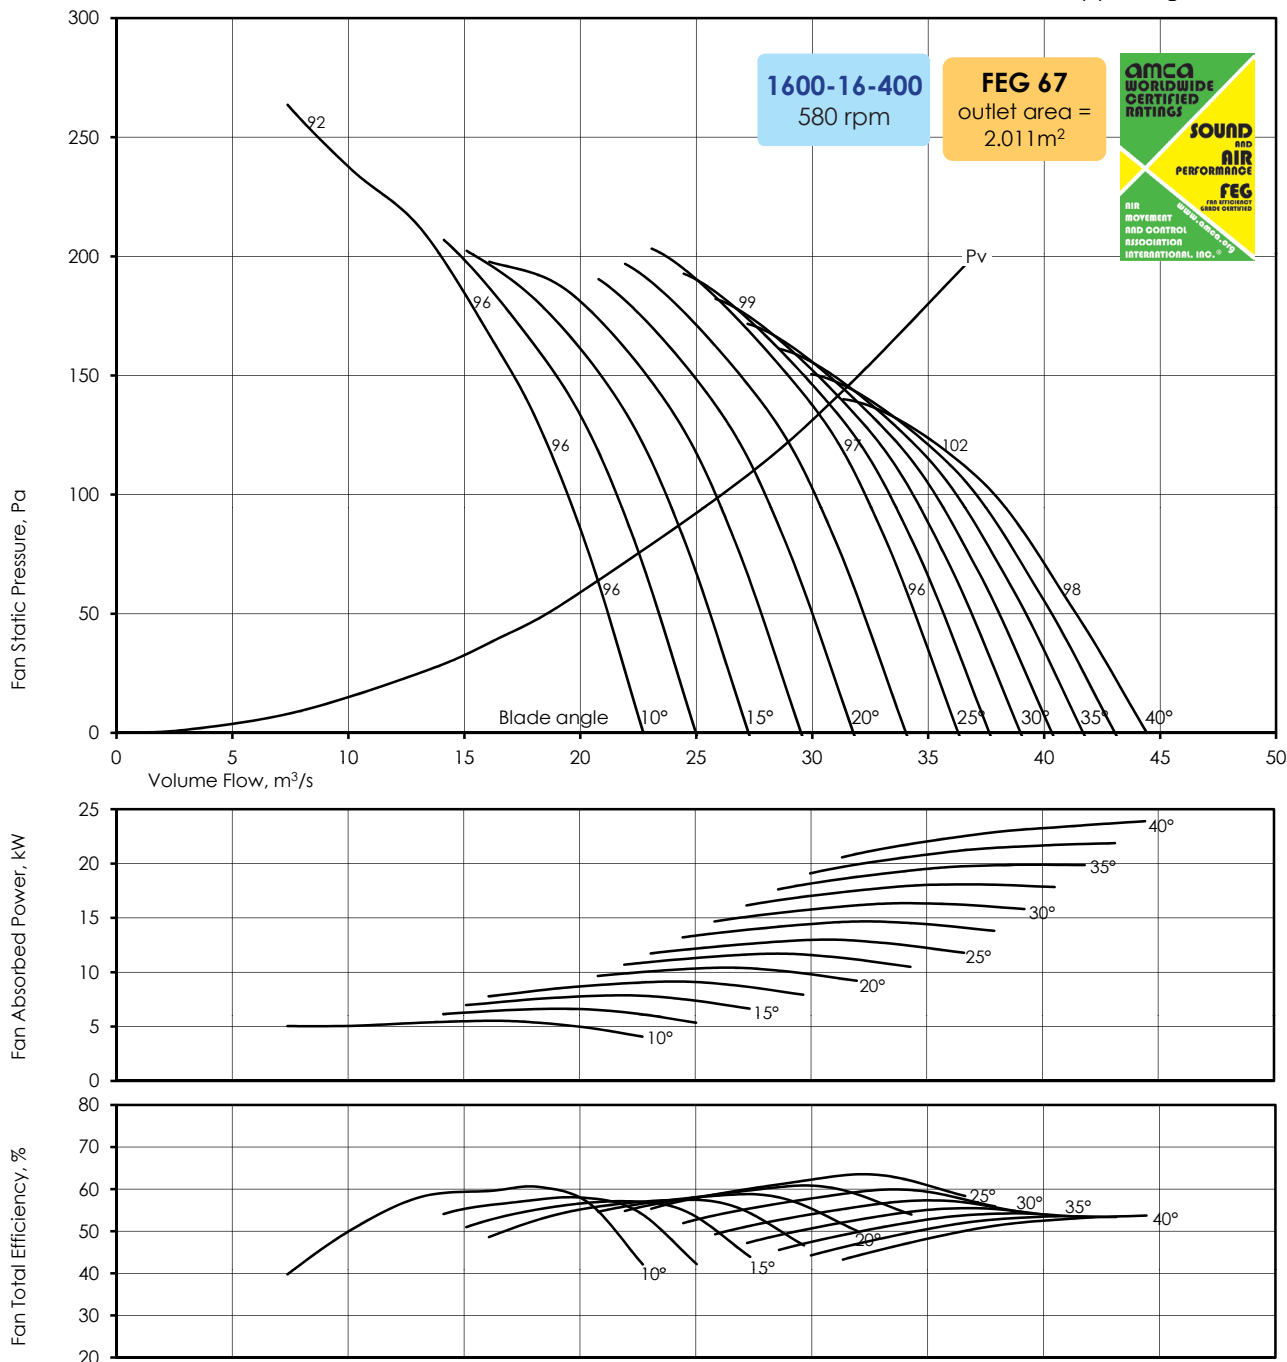 1600-16-400
580 rpm
FEG 67
outlet area =
2.011m²
amca
WORLDWIDE
CERTIFIED
RATINGS
SOUND
AND
AIR
PERFORMANCE
FEG
FAN EFFICIENCY
GRADE CERTIFIED
AIR
MOVEMENT
AND CONTROL
ASSOCIATION
INTERNATIONAL, INC.®
www.amca.org
Fan Static Pressure, Pa
300
250
200
150
100
50
0
92
96
96
96
99
97
96
102
98
Pv
Blade angle
10°
15°
20°
25°
30°
35°
40°
0 5 10 15 20 25 30 35 40 45 50
Volume Flow, m³/s
Fan Absorbed Power, kW
25
20
15
10
5
0
40°
35°
30°
25°
20°
15°
10°
Fan Total Efficiency, %
80
70
60
50
40
30
20
10°
15°
20°
25°
30°
35°
40°